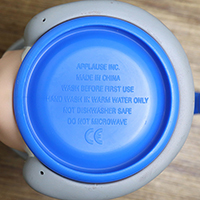 APPLAUSE INC.
MADE IN CHINA
WASH BEFORE FIRST USE
HAND WASH IN WARM WATER ONLY
NOT DISHWASHER SAFE
DO NOT MICROWAVE
CE